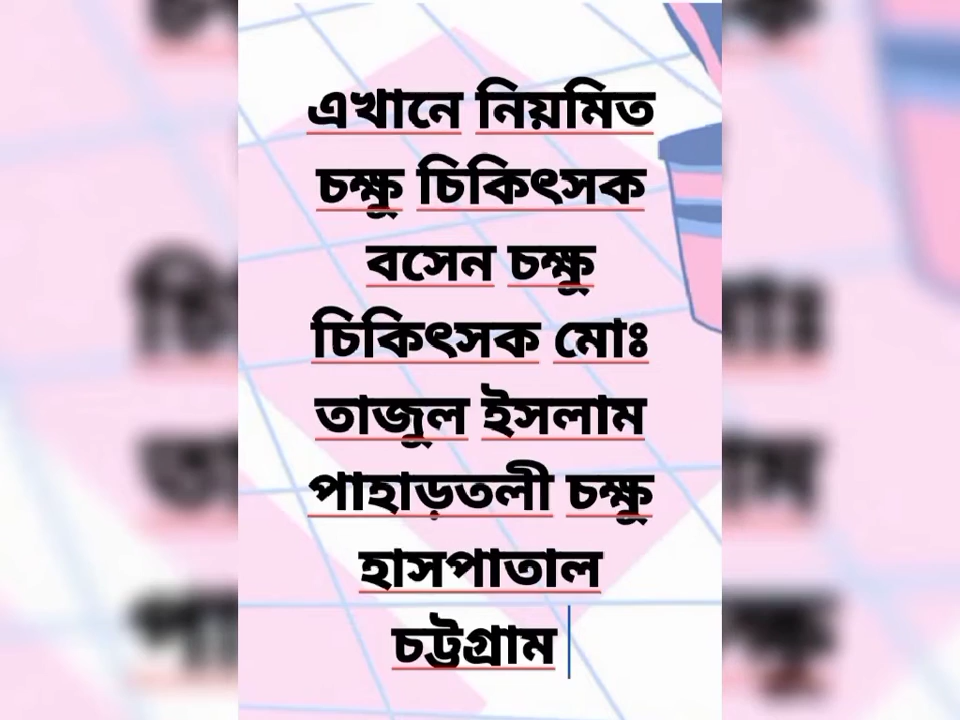 এখানে নিয়মিত
চক্ষু চিকিৎসক
বসেন চক্ষু
চিকিৎসক মোঃ
তাজুল ইসলাম
পাহাড়তলী চক্ষু
হাসপাতাল
চট্টগ্রাম